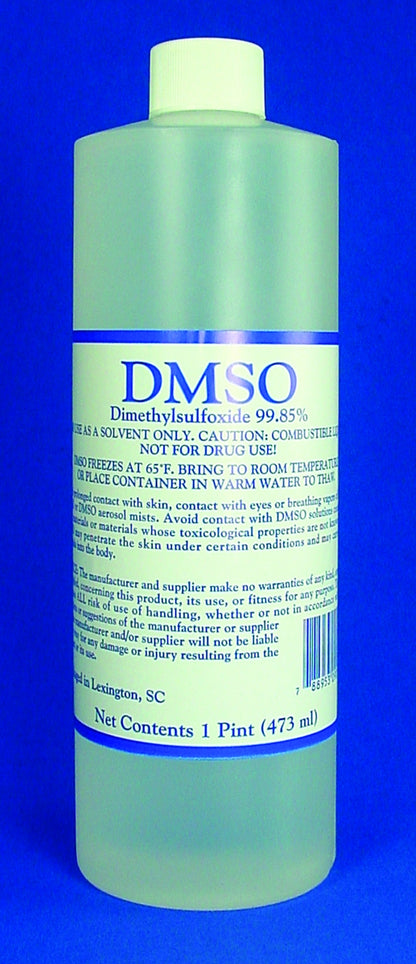 DMSO
Dimethylsulfoxide 99.85%
USE AS A SOLVENT ONLY. CAUTION: COMBUSTIBLE
NOT FOR DRUG USE!
DMSO FREEZES AT 65°F. BRING TO ROOM TEMPERATURE
OR PLACE CONTAINER IN WARM WATER TO THAW.
contact with skin, contact with eyes or breathing vapors
or DMSO aerosol mists. Avoid contact with DMSO solutions
or materials whose toxicological properties are not
may penetrate the skin under certain conditions and may
into the body.
The manufacturer and supplier make no warranties of any kind,
concerning this product, its use, or fitness for any purpose.
ALL risk of use of handling, whether or not in accordance
or suggestions of the manufacturer or supplier
manufacturer and/or supplier will not be liable
for any damage or injury resulting from the
its use.
in Lexington, SC
7
Net Contents 1 Pint (473 ml)